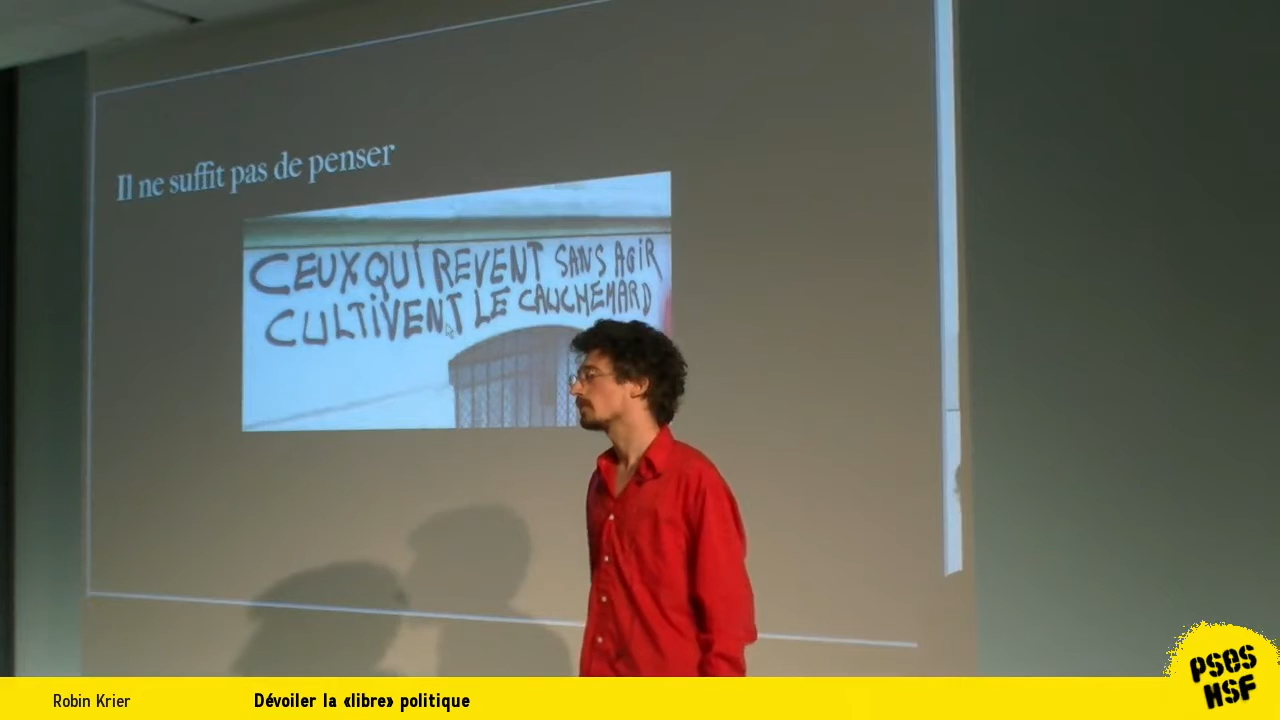 Il ne suffit pas de penser
CEUX QUI REVENT SANS AGIR
CULTIVENT LE CAUCHEMARD
Robin Krier
Dévoiler la «libre» politique
PSES
HSF